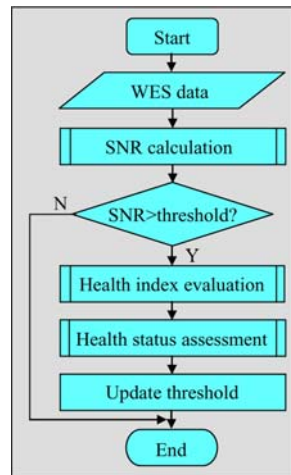 Start
WES data
SNR calculation
N
SNR>threshold?
Y
Health index evaluation
Health status assessment
Update threshold
End